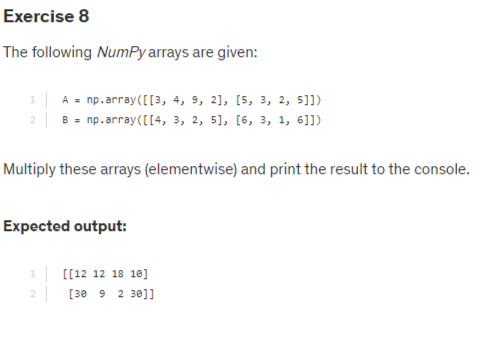 Exercise 8
The following NumPy arrays are given:
1 A = np.array([[3, 4, 9, 2], [5, 3, 2, 5]])
2 B = np.array([[4, 3, 2, 5], [6, 3, 1, 6]])
Multiply these arrays (elementwise) and print the result to the console.
Expected output:
1 [[12 12 18 10]
2  [30  9  2 30]]